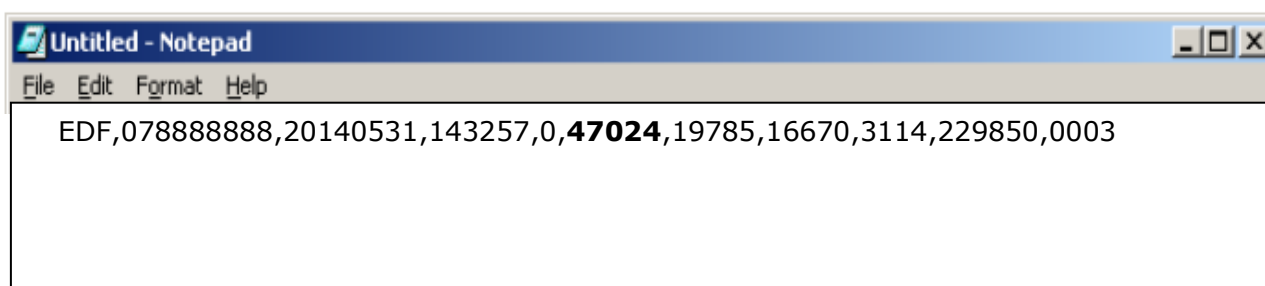 Untitled - Notepad
File Edit Format Help
EDF,078888888,20140531,143257,0,47024,19785,16670,3114,229850,0003